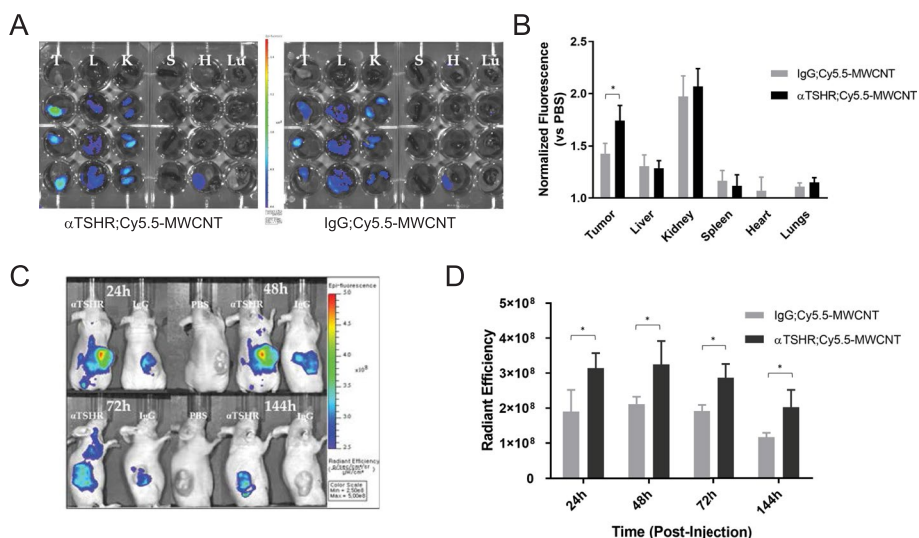 A
T L K S H Lu
T L K S H Lu
αTSHR;Cy5.5-MWCNT
IgG;Cy5.5-MWCNT
B
Normalized Fluorescence
(vs PBS)
2.5
2.0
1.5
1.0
*
IgG;Cy5.5-MWCNT
αTSHR;Cy5.5-MWCNT
Tumor
Liver
Kidney
Spleen
Heart
Lungs
C
24h
48h
αTSHR IgG PBS αTSHR IgG
72h
144h
αTSHR IgG PBS αTSHR IgG
Epi-fluorescence
5.0
4.5
4.0
3.5
3.0
2.5
Radiant Efficiency
Color Scale
Min = 2.50e8
Max = 5.00e8
D
Radiant Efficiency
5×10⁸
4×10⁸
3×10⁸
2×10⁸
1×10⁸
0
* * * *
IgG;Cy5.5-MWCNT
αTSHR;Cy5.5-MWCNT
24h
48h
72h
144h
Time (Post-Injection)